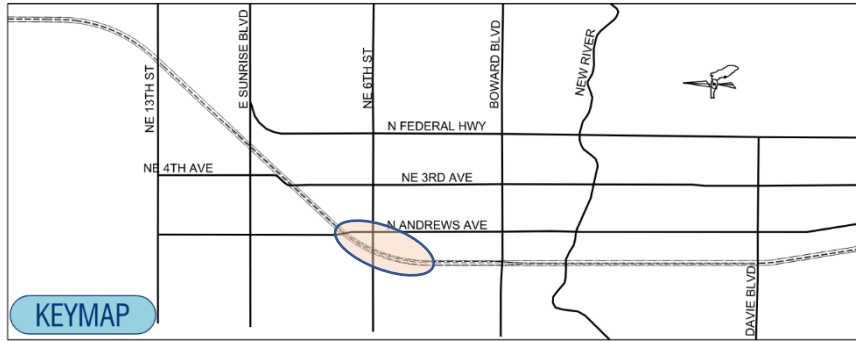 NE 13TH ST
E SUNRISE BLVD
NE 6TH ST
BOWARD BLVD
NEW RIVER
N FEDERAL HWY
NE 4TH AVE
NE 3RD AVE
N ANDREWS AVE
DAVIE BLVD
KEYMAP